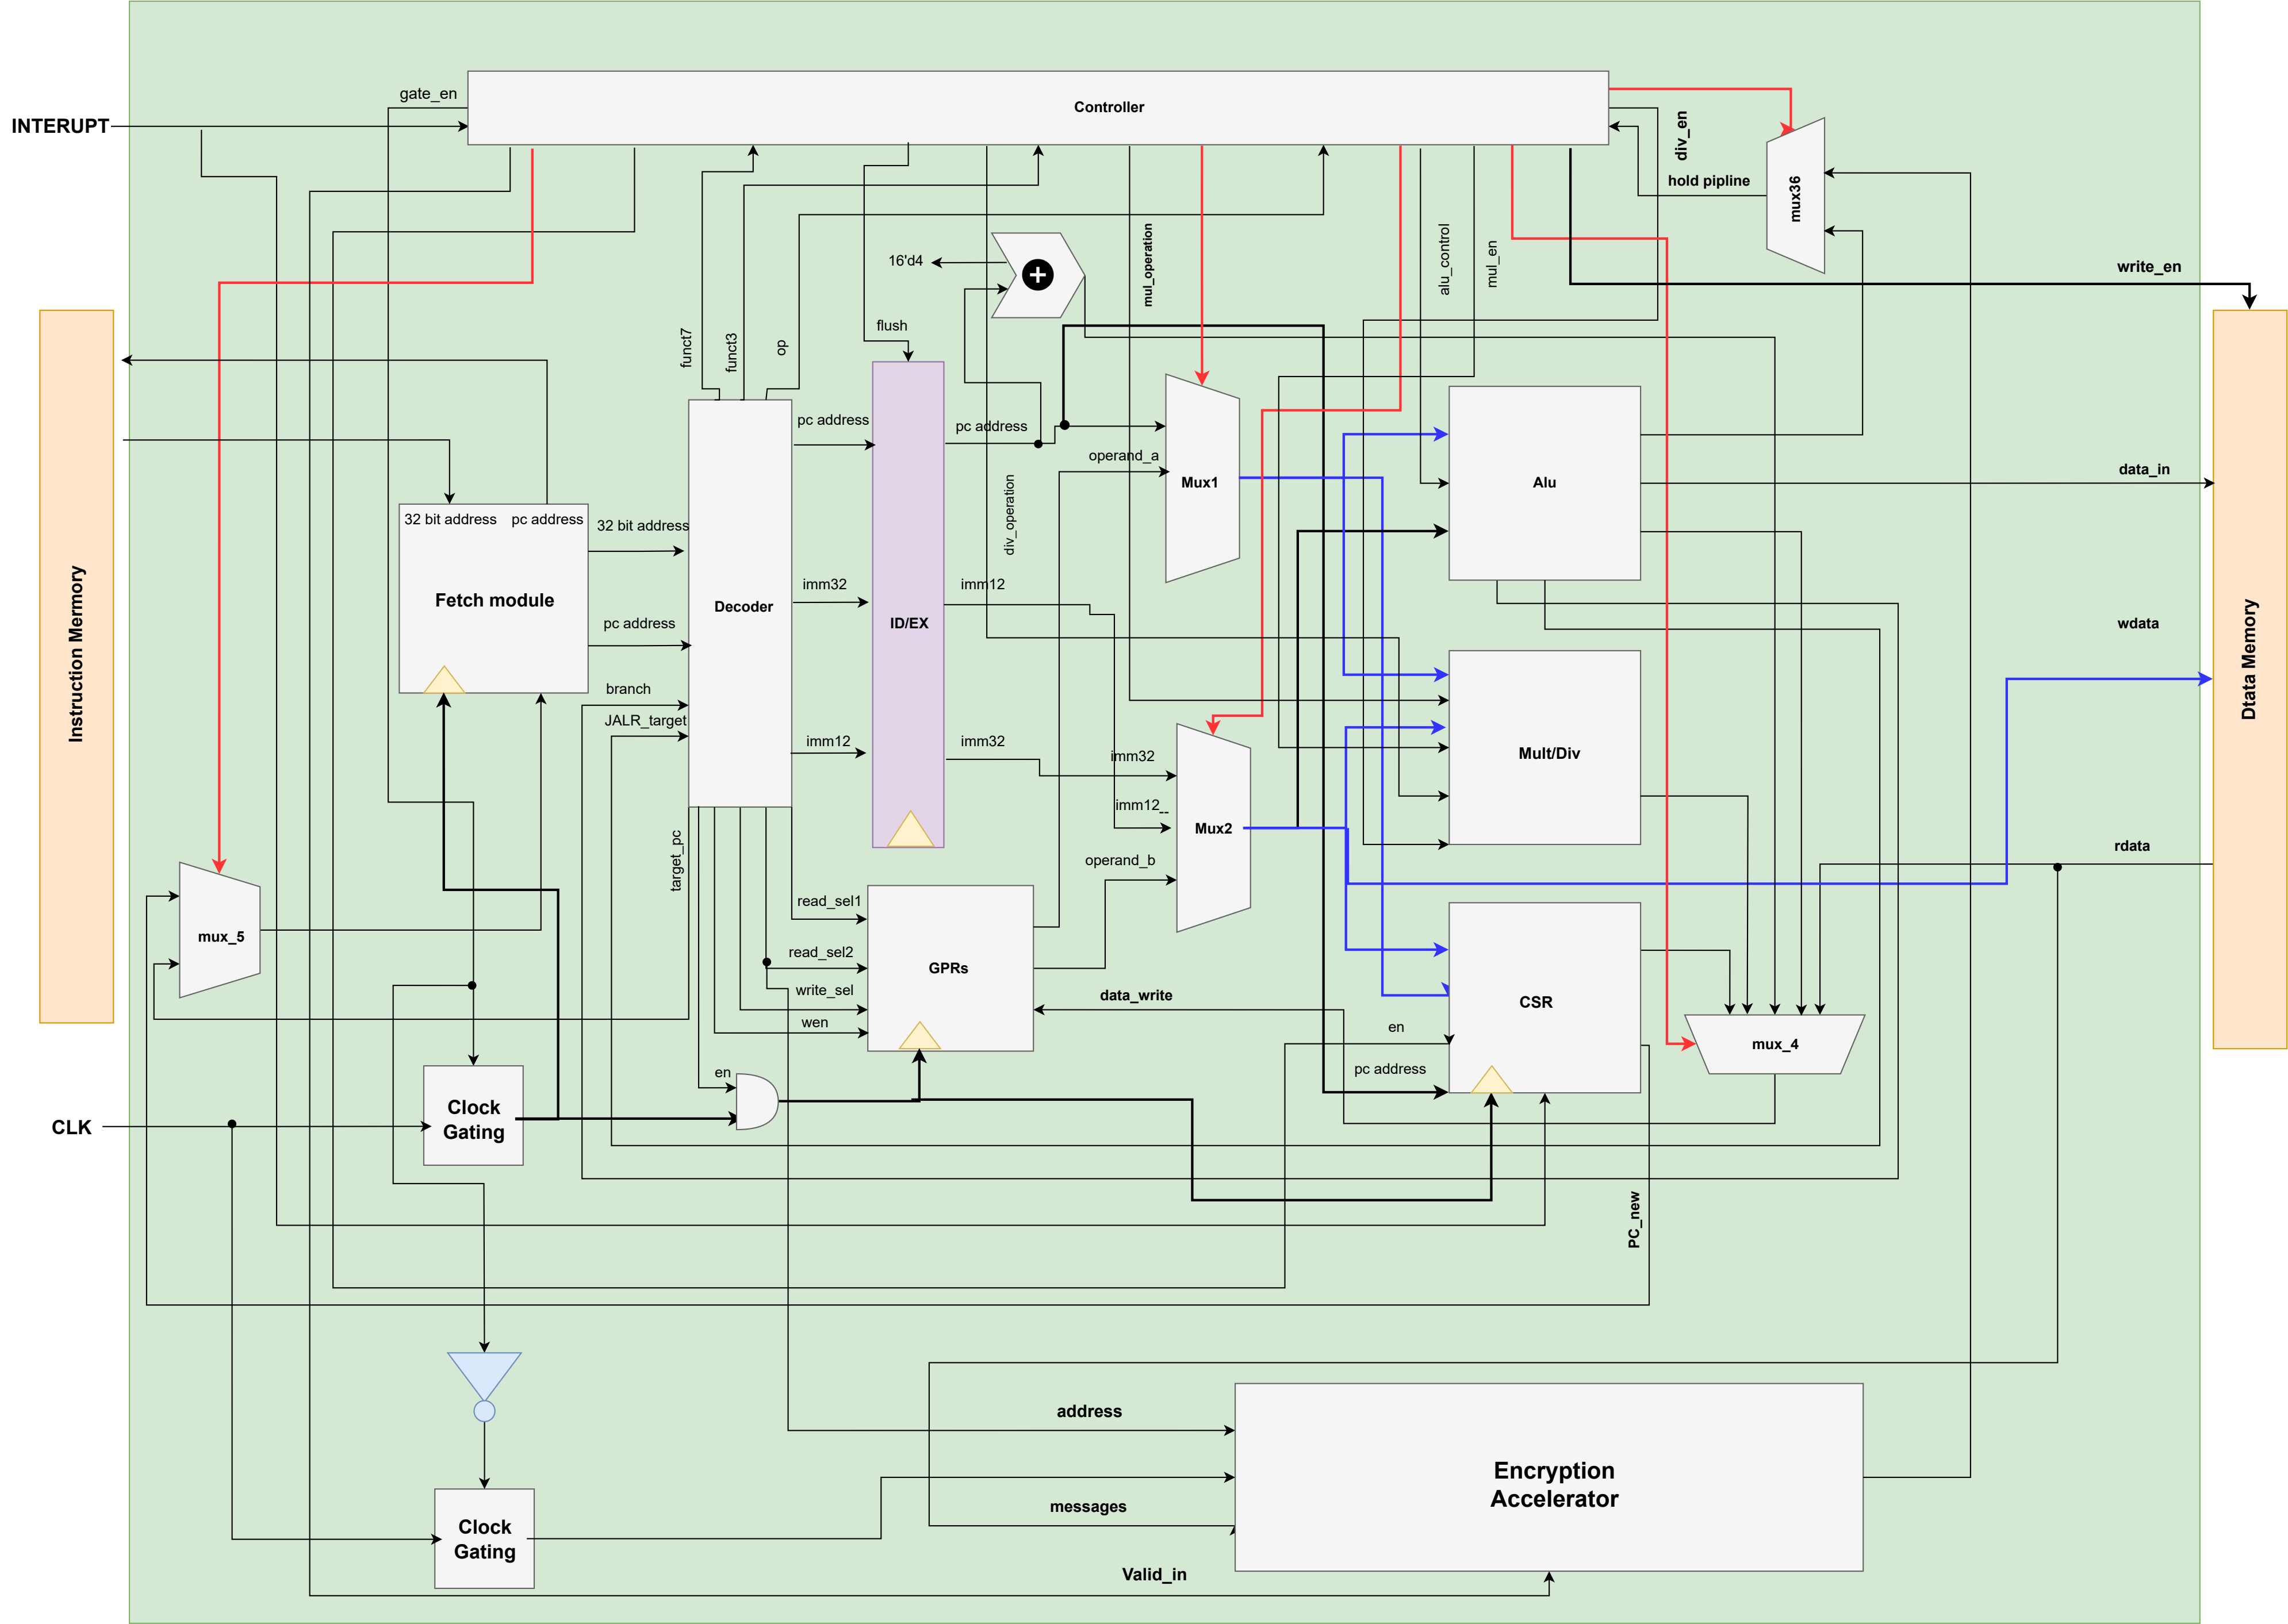 gate_en
Controller
INTERUPT
div_en
hold pipline
mux36
write_en
16'd4
mul_operation
alu_control
mul_en
flush
funct7
funct3
op
pc address
pc address
operand_a
Mux1
Alu
data_in
32 bit address
pc address
32 bit address
div_operation
Instruction Mermory
Fetch module
Decoder
imm32
ID/EX
imm12
pc address
wdata
Dtata Memory
branch
JALR_target
imm12
imm32
imm32
Mult/Div
imm12_
Mux2
target_pc
operand_b
rdata
read_sel1
mux_5
read_sel2
GPRs
write_sel
data_write
CSR
wen
en
mux_4
en
pc address
Clock
Gating
CLK
PC_new
address
Encryption
Accelerator
messages
Clock
Gating
Valid_in